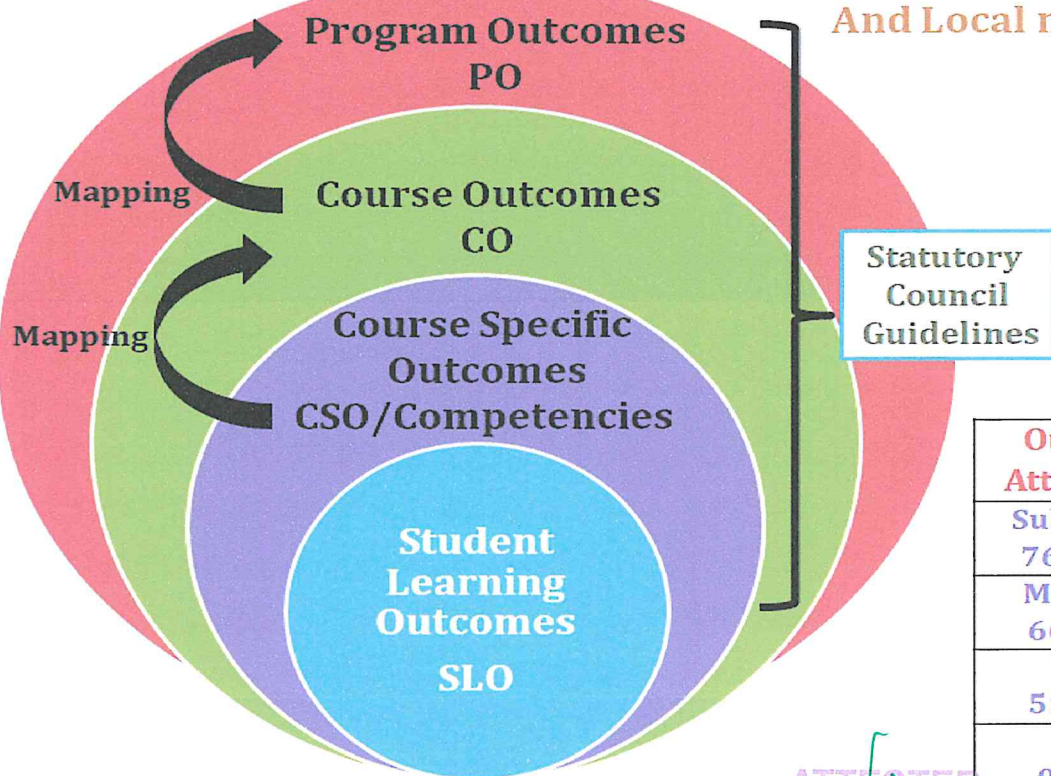 And Local
Program Outcomes
PO
Mapping
Course Outcomes
CO
Statutory
Council
Guidelines
Mapping
Course Specific
Outcomes
CSO/Competencies
Student
Learning
Outcomes
SLO